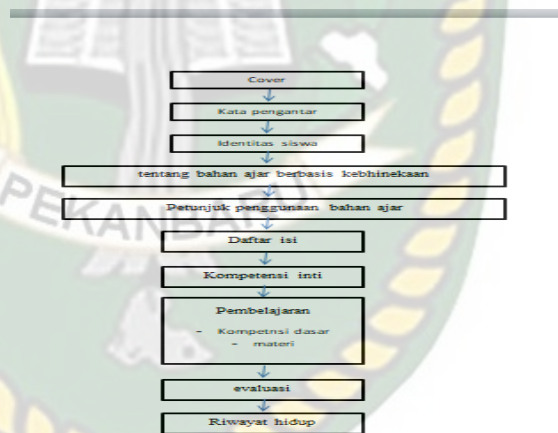 Cover
Kata pengantar
Identitas siswa
tentang bahan ajar berbasis kebhinekaan
Petunjuk penggunaan bahan ajar
PEKANBARU
Daftar isi
Kompetensi inti
Pembelajaran
- Kompetnsi dasar
- materi
evaluasi
Riwayat hidup